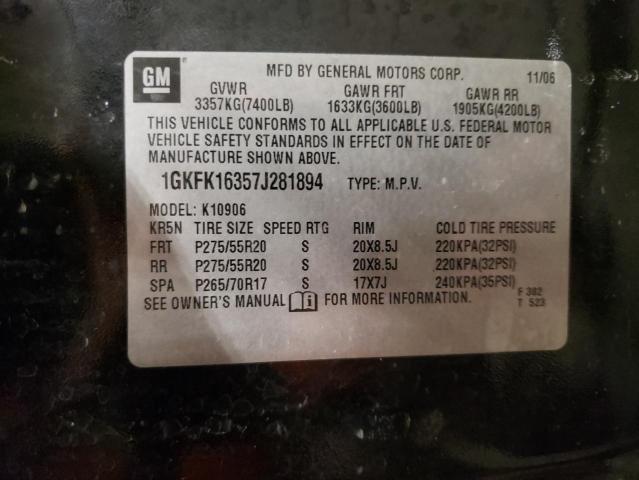 GM
MFD BY GENERAL MOTORS CORP. 11/06
GVWR GAWR FRT GAWR RR
3357KG(7400LB) 1633KG(3600LB) 1905KG(4200LB)
THIS VEHICLE CONFORMS TO ALL APPLICABLE U.S. FEDERAL MOTOR
VEHICLE SAFETY STANDARDS IN EFFECT ON THE DATE OF
MANUFACTURE SHOWN ABOVE.
1GKFK16357J281894 TYPE: M.P.V.
MODEL: K10906
KR5N TIRE SIZE SPEED RTG RIM COLD TIRE PRESSURE
FRT P275/55R20 S 20X8.5J 220KPA(32PSI)
RR P275/55R20 S 20X8.5J 220KPA(32PSI)
SPA P265/70R17 S 17X7J 240KPA(35PSI)
SEE OWNER'S MANUAL i FOR MORE INFORMATION.
F 382
T 523